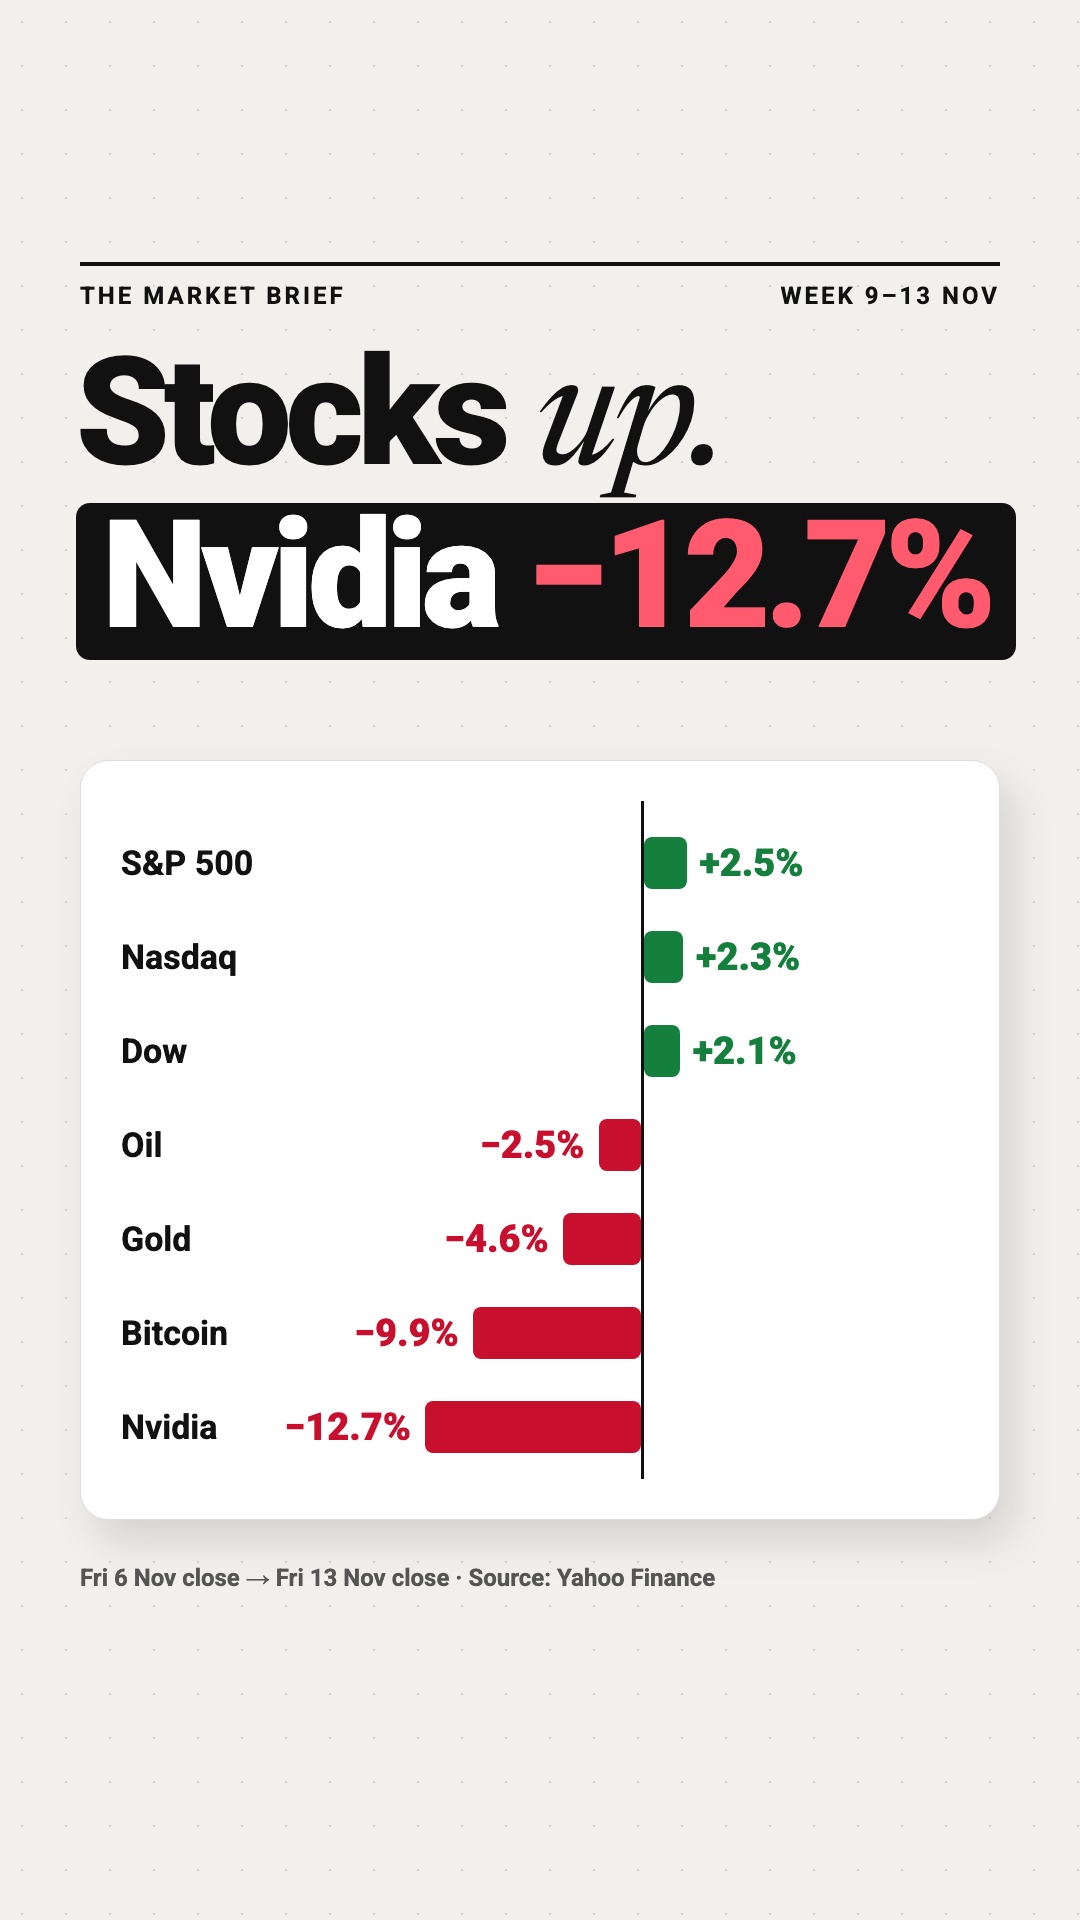 THE MARKET BRIEF
WEEK 9–13 NOV
Stocks up.
Nvidia −12.7%
S&P 500 +2.5%
Nasdaq +2.3%
Dow +2.1%
Oil −2.5%
Gold −4.6%
Bitcoin −9.9%
Nvidia −12.7%
Fri 6 Nov close → Fri 13 Nov close · Source: Yahoo Finance